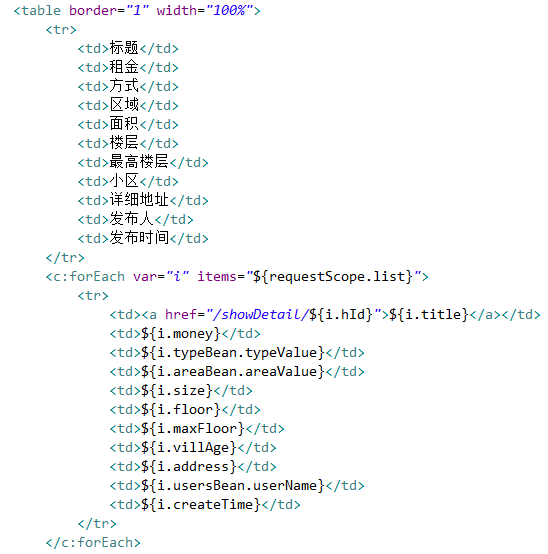 <table border="1" width="100%">
<tr>
<td>标题</td>
<td>租金</td>
<td>方式</td>
<td>区域</td>
<td>面积</td>
<td>楼层</td>
<td>最高楼层</td>
<td>小区</td>
<td>详细地址</td>
<td>发布人</td>
<td>发布时间</td>
</tr>
<c:forEach var="i" items="${requestScope.list}">
<tr>
<td><a href="/showDetail/${i.hId}">${i.title}</a></td>
<td>${i.money}</td>
<td>${i.typeBean.typeValue}</td>
<td>${i.areaBean.areaValue}</td>
<td>${i.size}</td>
<td>${i.floor}</td>
<td>${i.maxFloor}</td>
<td>${i.villAge}</td>
<td>${i.address}</td>
<td>${i.usersBean.userName}</td>
<td>${i.createTime}</td>
</tr>
</c:forEach>